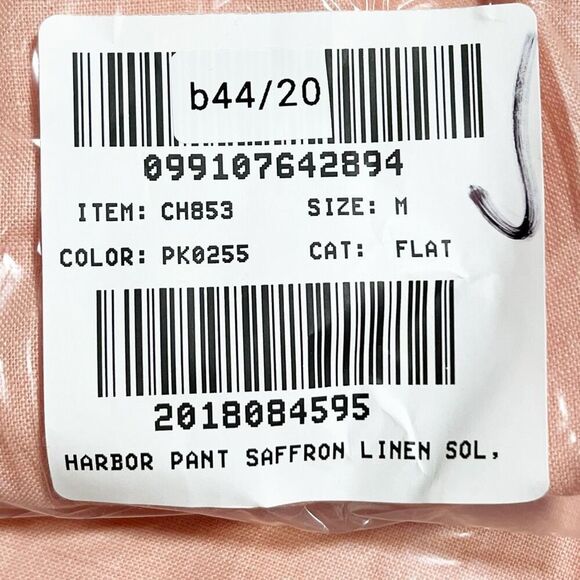 b44/20
099107642894
ITEM: CH853 SIZE: M
COLOR: PK0255 CAT: FLAT
2018084595
HARBOR PANT SAFFRON LINEN SOL,